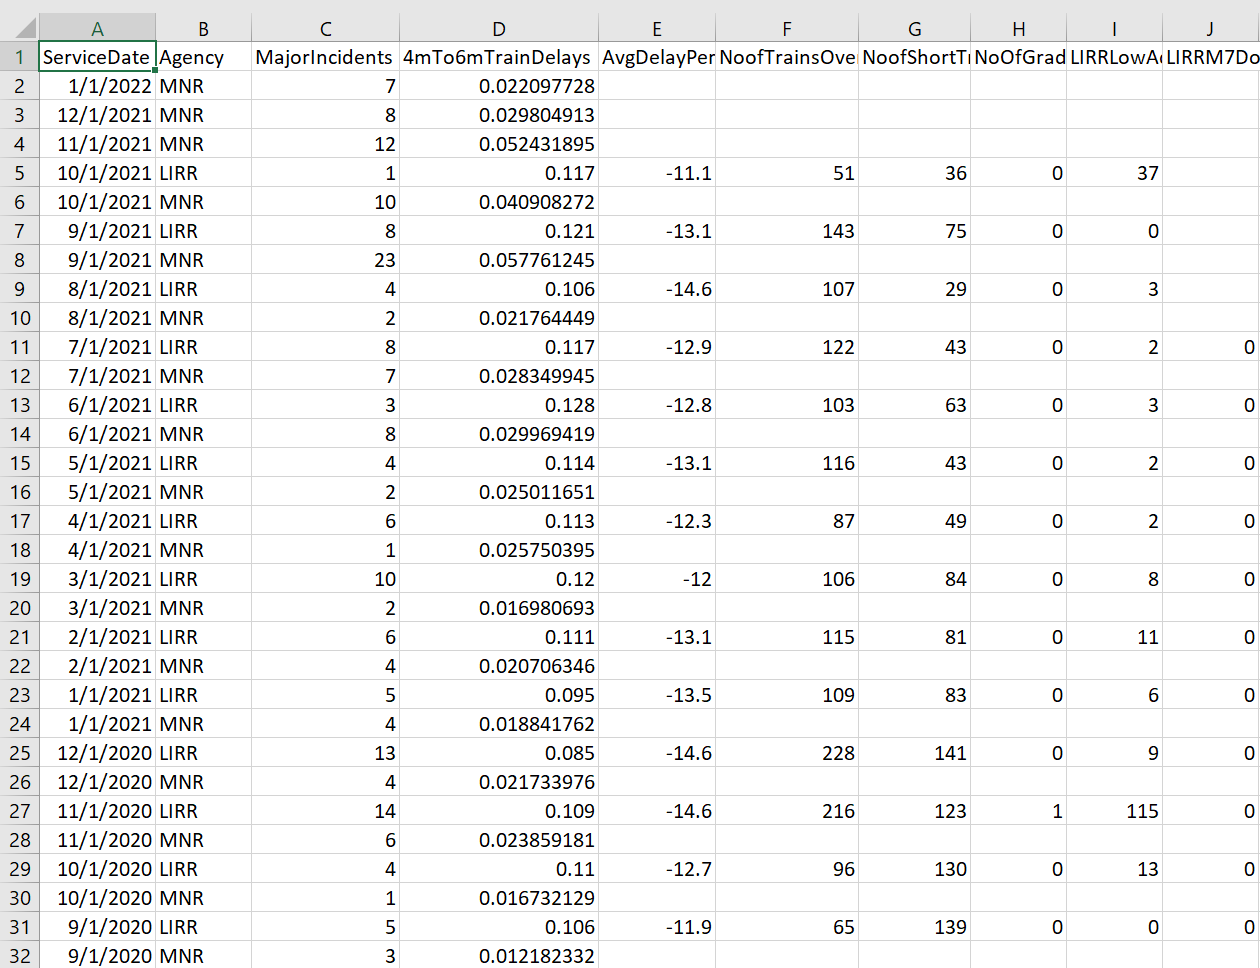 A B C D E F G H I J
1 ServiceDate Agency MajorIncidents 4mTo6mTrainDelays AvgDelayPer NoofTrainsOve NoofShortTr NoOfGrad LIRRLowAc LIRRM7Do
2 1/1/2022 MNR 7 0.022097728
3 12/1/2021 MNR 8 0.029804913
4 11/1/2021 MNR 12 0.052431895
5 10/1/2021 LIRR 1 0.117 -11.1 51 36 0 37
6 10/1/2021 MNR 10 0.040908272
7 9/1/2021 LIRR 8 0.121 -13.1 143 75 0 0
8 9/1/2021 MNR 23 0.057761245
9 8/1/2021 LIRR 4 0.106 -14.6 107 29 0 3
10 8/1/2021 MNR 2 0.021764449
11 7/1/2021 LIRR 8 0.117 -12.9 122 43 0 2 0
12 7/1/2021 MNR 7 0.028349945
13 6/1/2021 LIRR 3 0.128 -12.8 103 63 0 3 0
14 6/1/2021 MNR 8 0.029969419
15 5/1/2021 LIRR 4 0.114 -13.1 116 43 0 2 0
16 5/1/2021 MNR 2 0.025011651
17 4/1/2021 LIRR 6 0.113 -12.3 87 49 0 2 0
18 4/1/2021 MNR 1 0.025750395
19 3/1/2021 LIRR 10 0.12 -12 106 84 0 8 0
20 3/1/2021 MNR 2 0.016980693
21 2/1/2021 LIRR 6 0.111 -13.1 115 81 0 11 0
22 2/1/2021 MNR 4 0.020706346
23 1/1/2021 LIRR 5 0.095 -13.5 109 83 0 6 0
24 1/1/2021 MNR 4 0.018841762
25 12/1/2020 LIRR 13 0.085 -14.6 228 141 0 9 0
26 12/1/2020 MNR 4 0.021733976
27 11/1/2020 LIRR 14 0.109 -14.6 216 123 1 115 0
28 11/1/2020 MNR 6 0.023859181
29 10/1/2020 LIRR 4 0.11 -12.7 96 130 0 13 0
30 10/1/2020 MNR 1 0.016732129
31 9/1/2020 LIRR 5 0.106 -11.9 65 139 0 0 0
32 9/1/2020 MNR 3 0.012182332